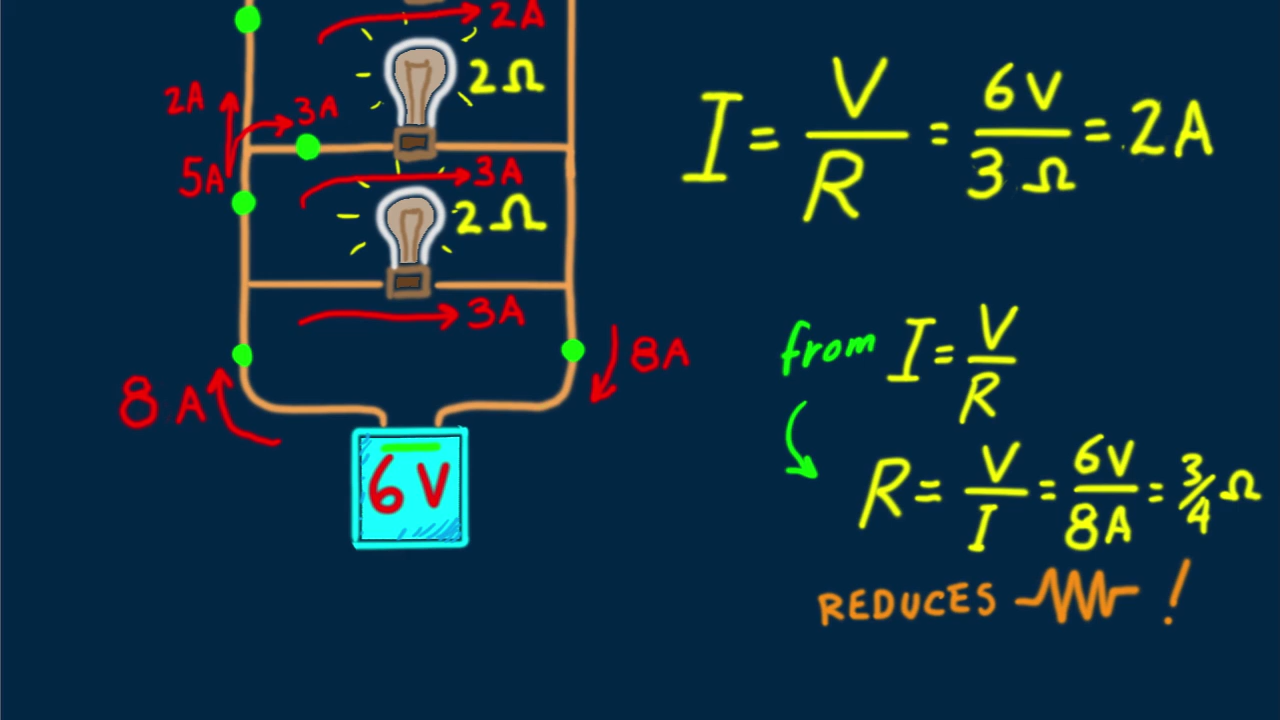 2A
2Ω
2A
3A
5A
3A
2Ω
3A
8A
8A
6V
I = V/R = 6V/3Ω = 2A
from I = V/R
R = V/I = 6V/8A = 3/4 Ω
REDUCES !